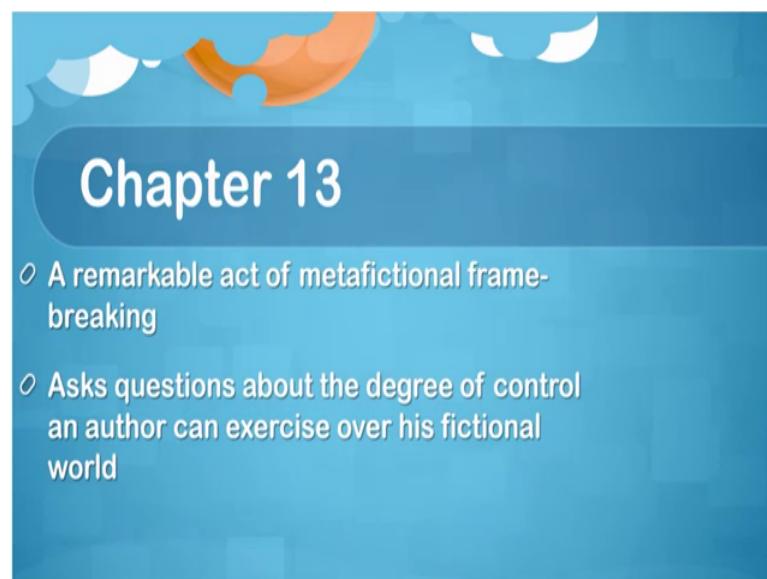 Chapter 13
A remarkable act of metafictional frame-
breaking
Asks questions about the degree of control
an author can exercise over his fictional
world